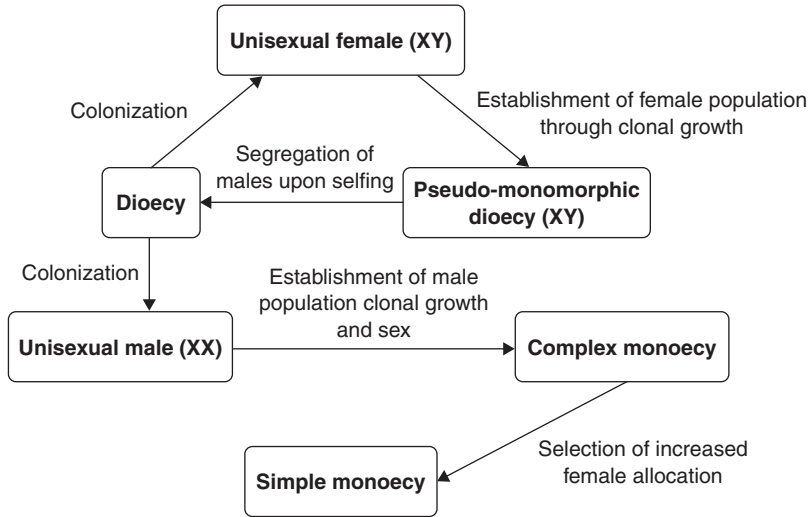 Unisexual female (XY)
Colonization
Establishment of female population
through clonal growth
Segregation of
males upon selfing
Dioecy
Pseudo-monomorphic
dioecy (XY)
Colonization
Establishment of male
population clonal growth
and sex
Unisexual male (XX)
Complex monoecy
Selection of increased
female allocation
Simple monoecy